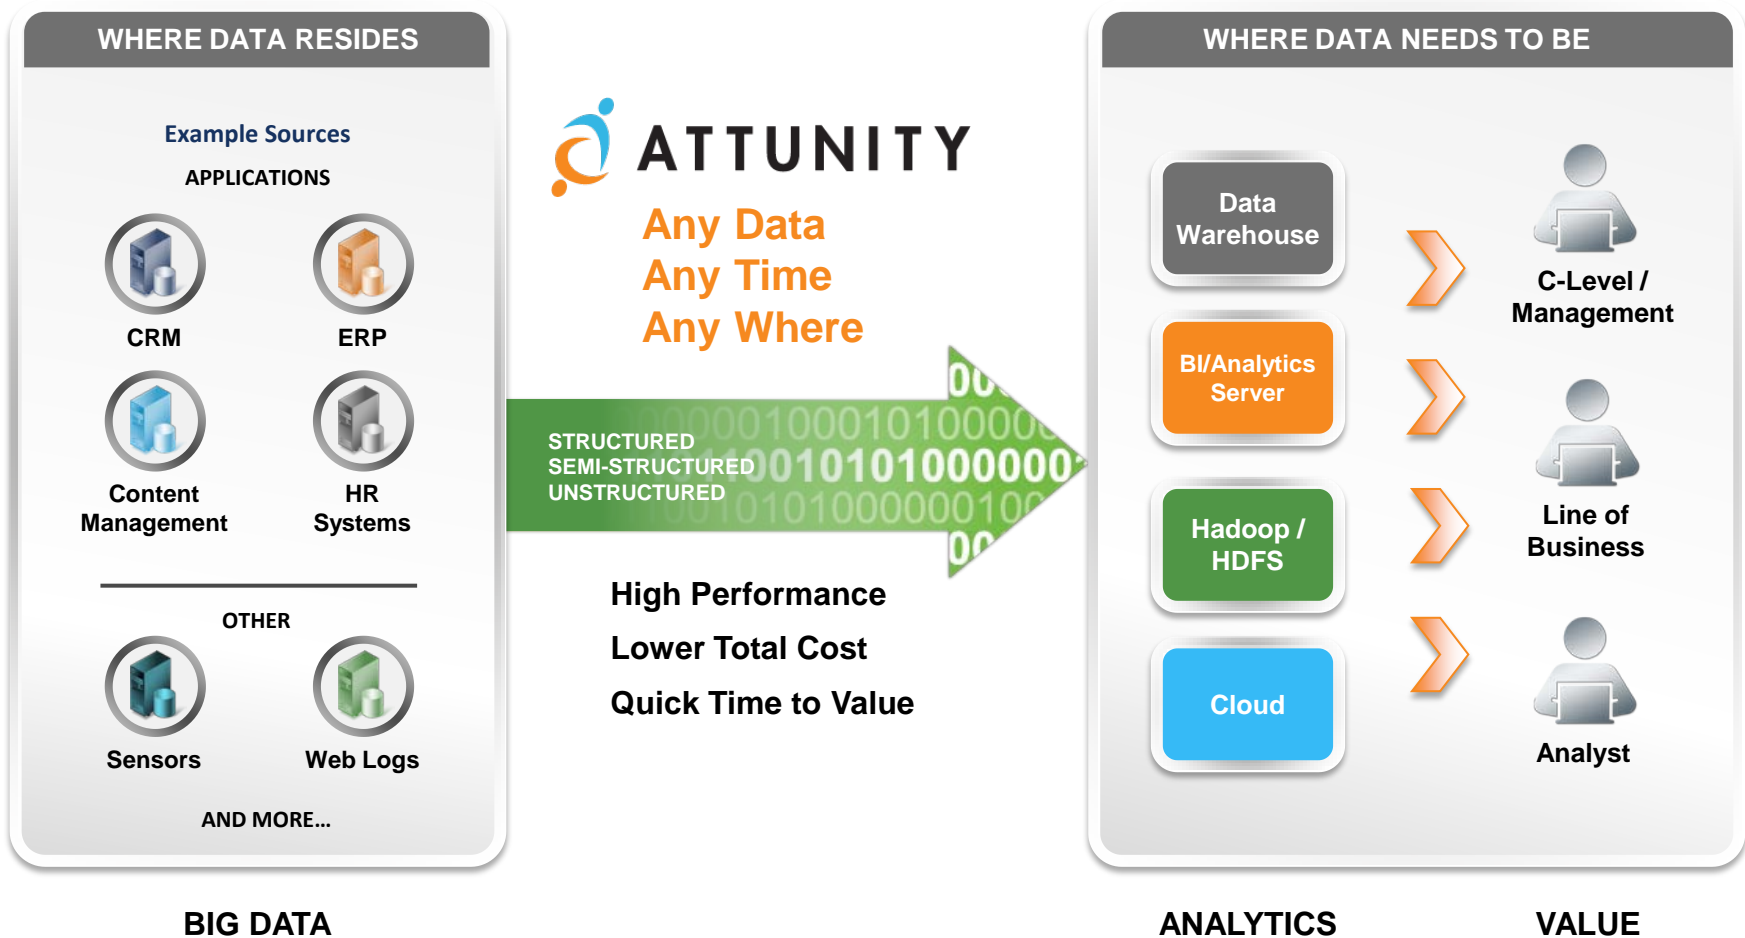 WHERE DATA RESIDES
Example Sources
APPLICATIONS
CRM
ERP
Content
Management
HR
Systems
OTHER
Sensors
Web Logs
AND MORE...
BIG DATA
ATTUNITY
Any Data
Any Time
Any Where
STRUCTURED
SEMI-STRUCTURED
UNSTRUCTURED
High Performance
Lower Total Cost
Quick Time to Value
WHERE DATA NEEDS TO BE
Data
Warehouse
BI/Analytics
Server
Hadoop /
HDFS
Cloud
C-Level /
Management
Line of
Business
Analyst
ANALYTICS
VALUE